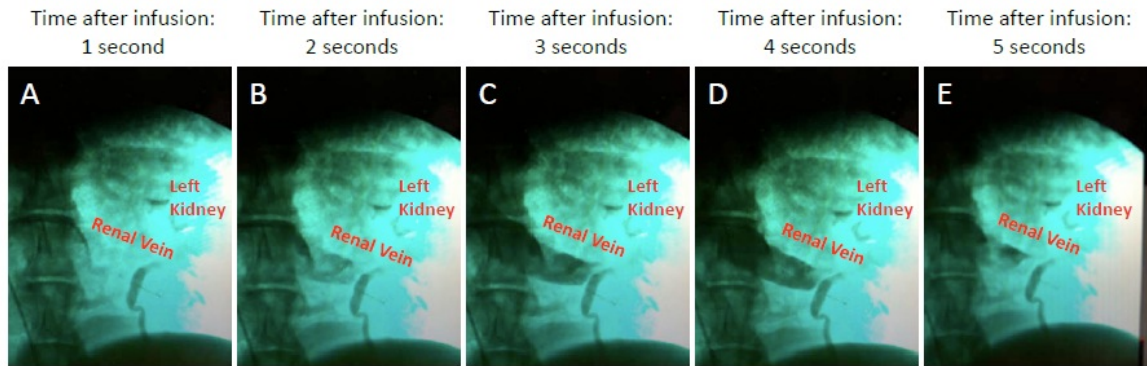 Time after infusion:
1 second
Time after infusion:
2 seconds
Time after infusion:
3 seconds
Time after infusion:
4 seconds
Time after infusion:
5 seconds
A
Left
Kidney
Renal Vein
B
Left
Kidney
Renal Vein
C
Left
Kidney
Renal Vein
D
Left
Kidney
Renal Vein
E
Left
Kidney
Renal Vein